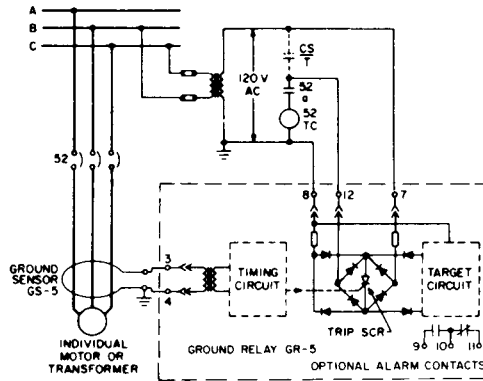 A
B
C
CS
T
120 V
AC
52
a
52
TC
52
8
12
7
GROUND
SENSOR
GS-5
3
4
TIMING
CIRCUIT
TARGET
CIRCUIT
TRIP SCR
INDIVIDUAL
MOTOR OR
TRANSFORMER
GROUND RELAY GR-5
9
10
11
OPTIONAL ALARM CONTACTS